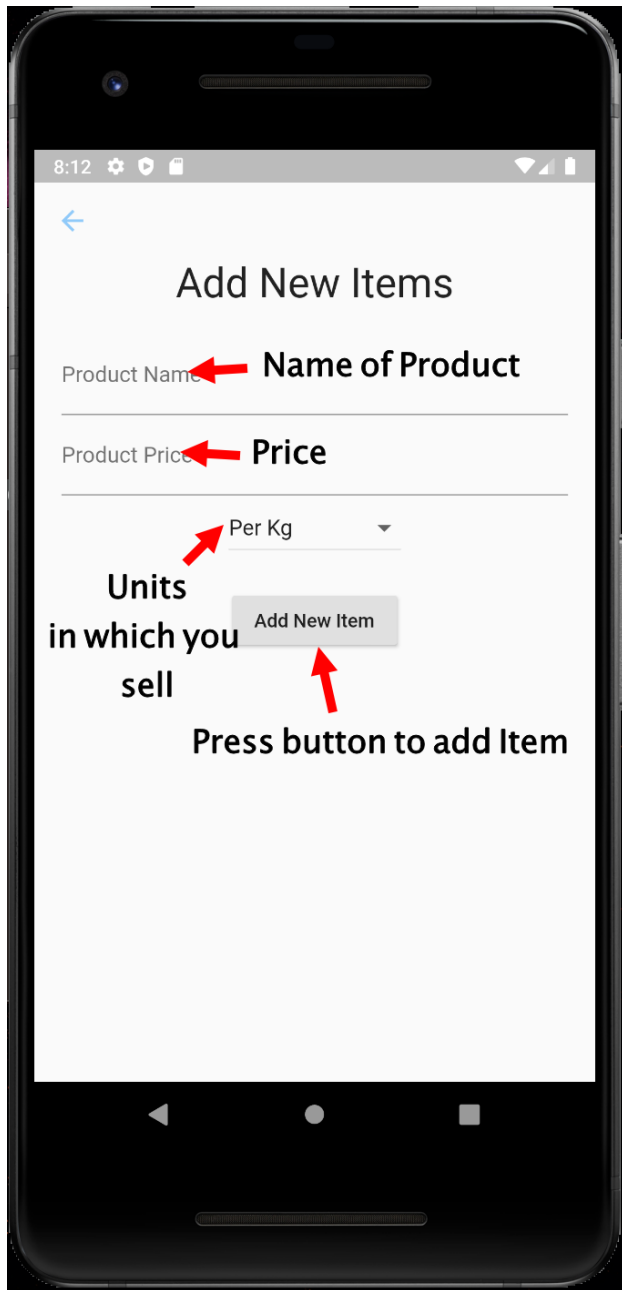 8:12
Add New Items
Product Name
Name of Product
Product Price
Price
Per Kg
Units
in which you
sell
Add New Item
Press button to add Item